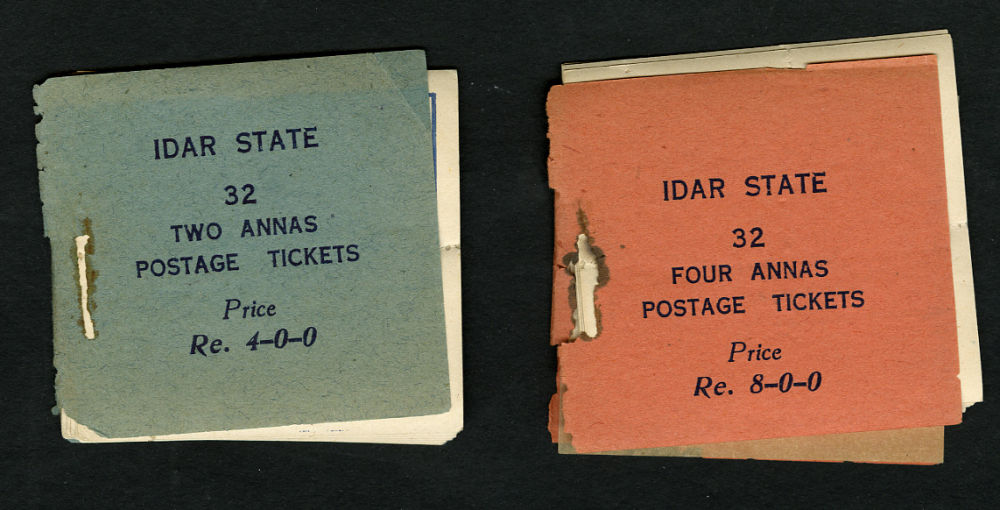 IDAR STATE
32
TWO ANNAS
POSTAGE TICKETS
Price
Re. 4-0-0
IDAR STATE
32
FOUR ANNAS
POSTAGE TICKETS
Price
Re. 8-0-0